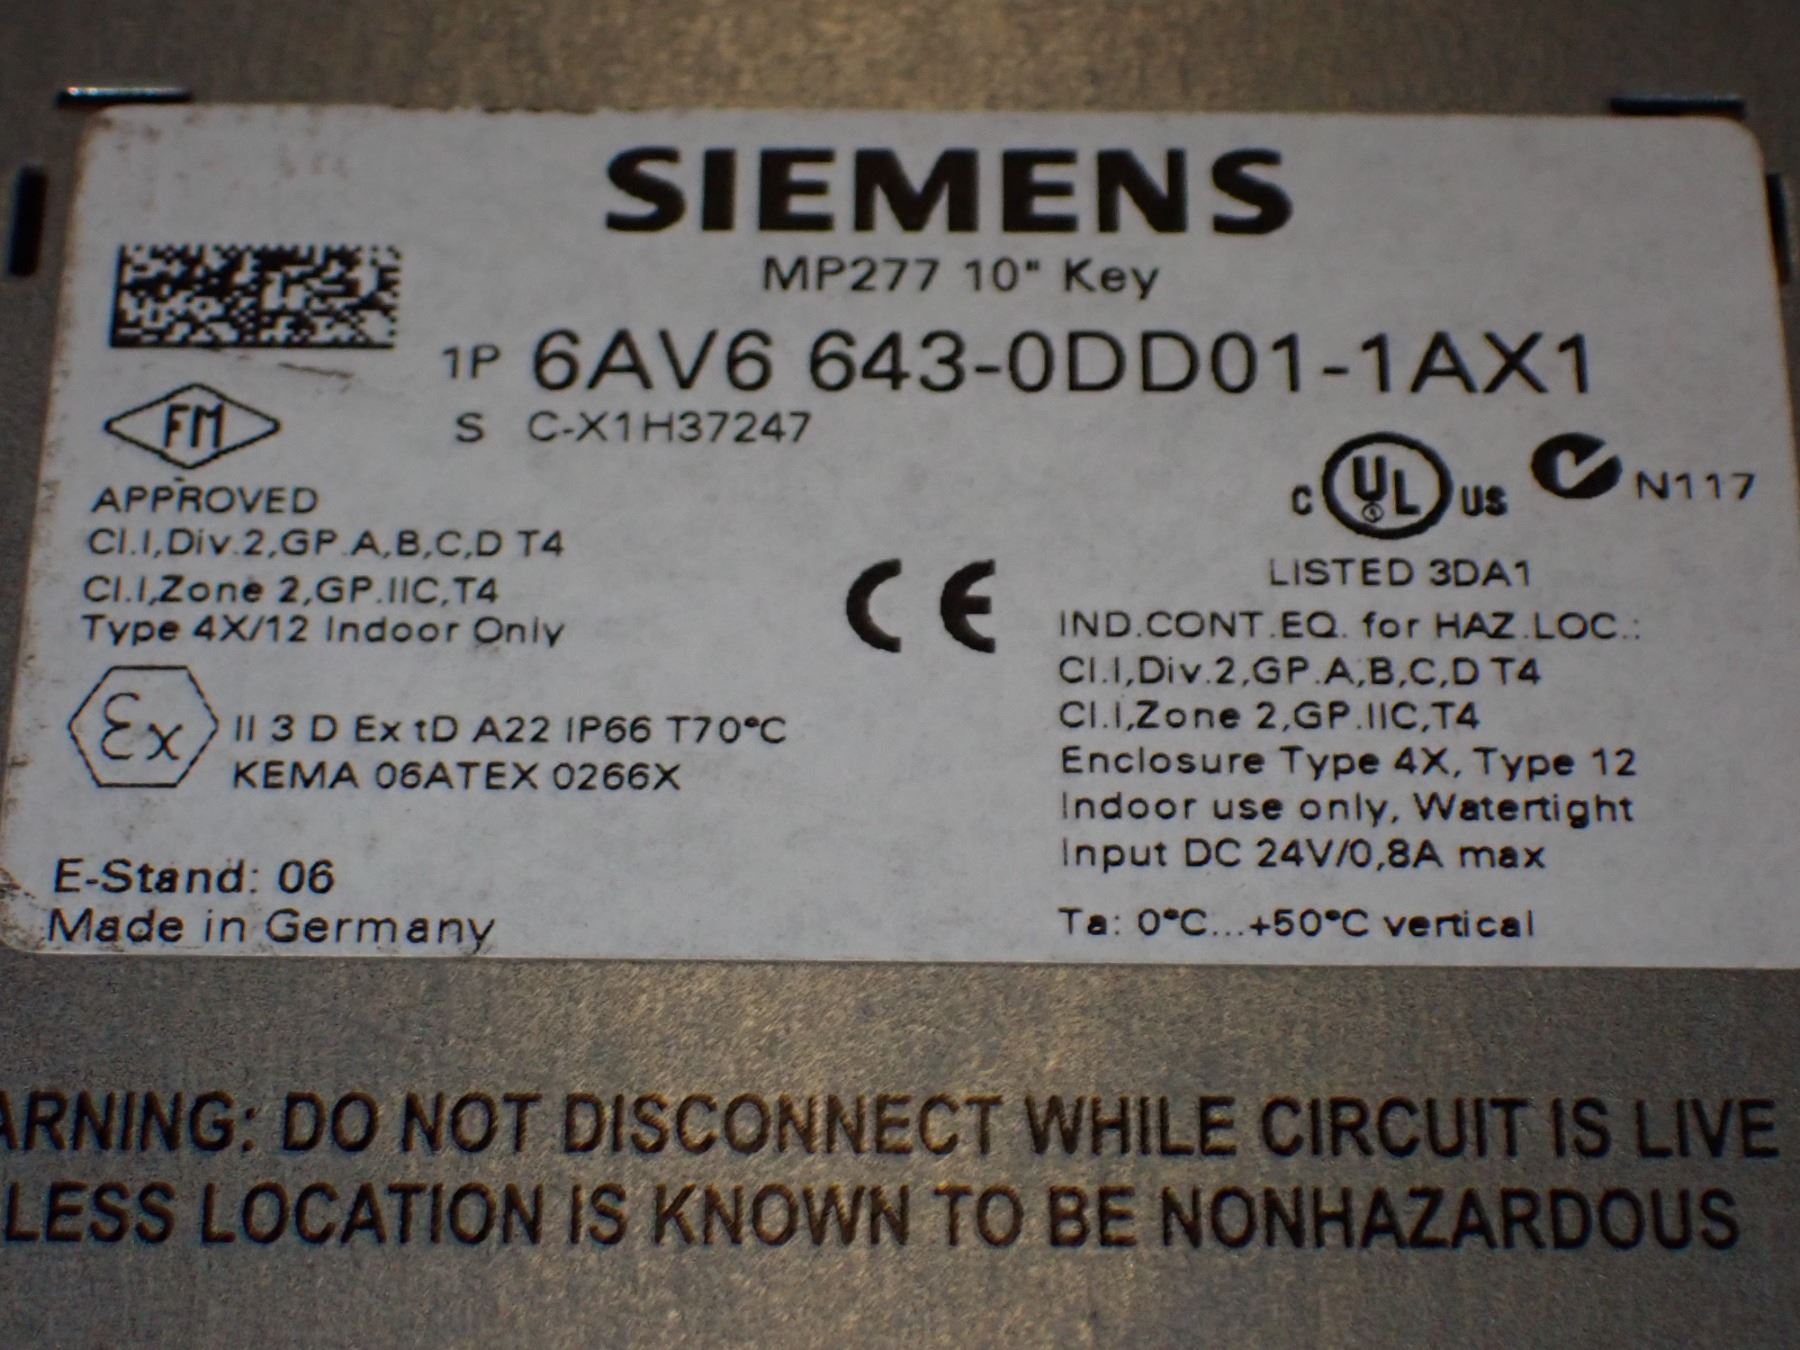 SIEMENS
MP277 10" Key
1P 6AV6 643-0DD01-1AX1
S C-X1H37247
FM
APPROVED
Cl.I,Div.2,GP.A,B,C,D T4
Cl.I,Zone 2,GP.IIC,T4
Type 4X/12 Indoor Only
Ex II 3 D Ex tD A22 IP66 T70°C
KEMA 06ATEX 0266X
E-Stand: 06
Made in Germany
CE
C UL US N117
LISTED 3DA1
IND.CONT.EQ. for HAZ.LOC.:
Cl.I,Div.2,GP.A,B,C,D T4
Cl.I,Zone 2,GP.IIC,T4
Enclosure Type 4X, Type 12
Indoor use only, Watertight
Input DC 24V/0,8A max
Ta: 0°C...+50°C vertical
ARNING: DO NOT DISCONNECT WHILE CIRCUIT IS LIVE
LESS LOCATION IS KNOWN TO BE NONHAZARDOUS